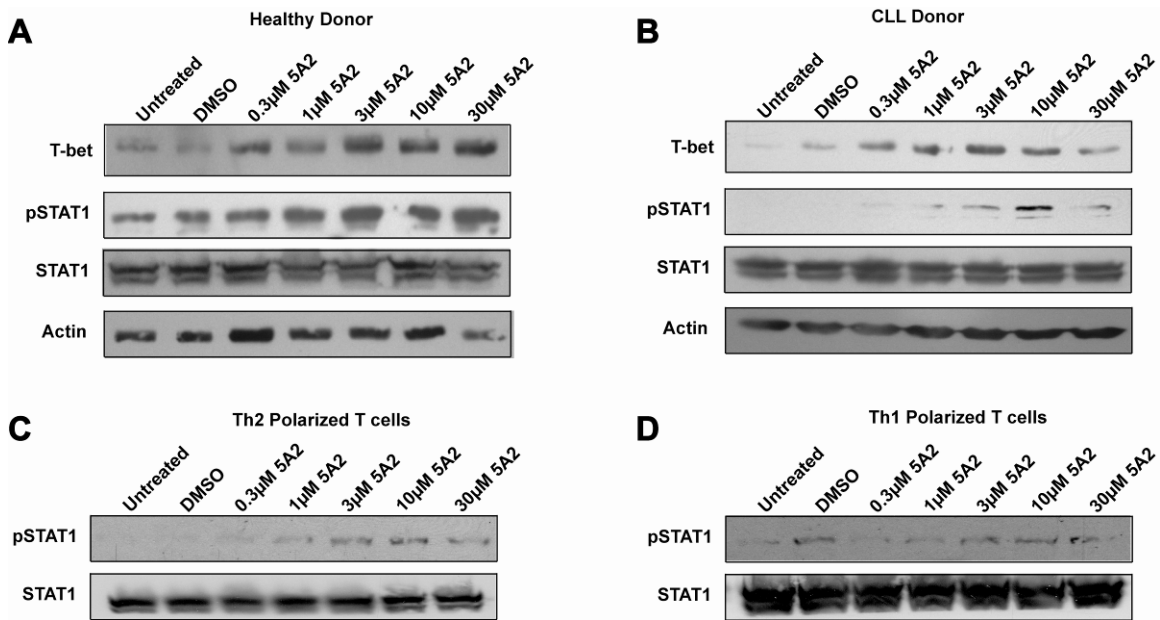 A
Healthy Donor
Untreated
DMSO
0.3µM 5A2
1µM 5A2
3µM 5A2
10µM 5A2
30µM 5A2
T-bet
pSTAT1
STAT1
Actin
B
CLL Donor
Untreated
DMSO
0.3µM 5A2
1µM 5A2
3µM 5A2
10µM 5A2
30µM 5A2
T-bet
pSTAT1
STAT1
Actin
C
Th2 Polarized T cells
Untreated
DMSO
0.3µM 5A2
1µM 5A2
3µM 5A2
10µM 5A2
30µM 5A2
pSTAT1
STAT1
D
Th1 Polarized T cells
Untreated
DMSO
0.3µM 5A2
1µM 5A2
3µM 5A2
10µM 5A2
30µM 5A2
pSTAT1
STAT1